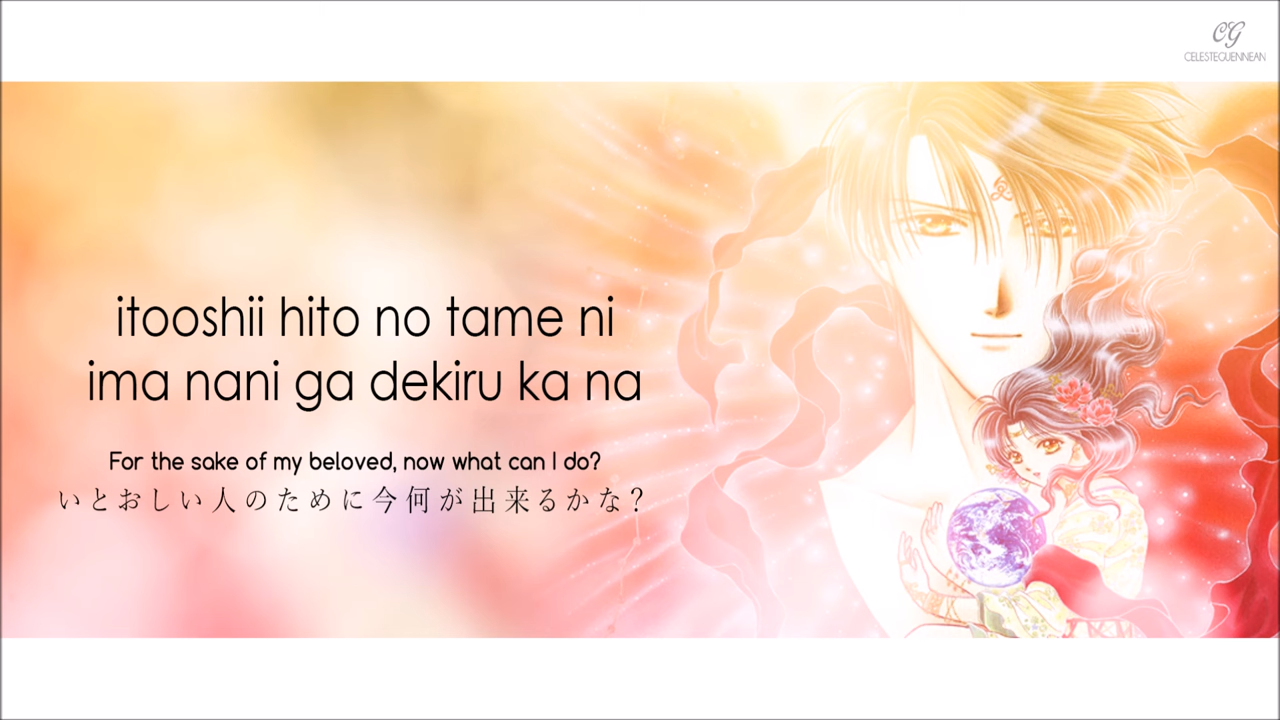 CG
CELESTEGUENNEAN
itooshii hito no tame ni
ima nani ga dekiru ka na
For the sake of my beloved, now what can I do?
いとおしい人のために今何が出来るかな?